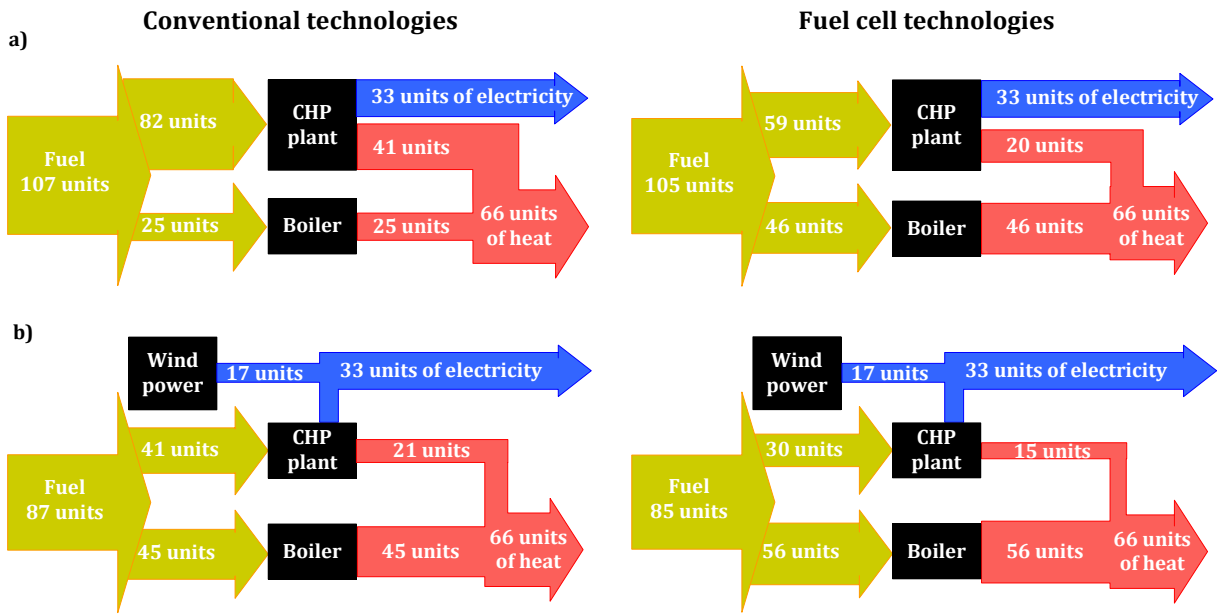 Conventional technologies
Fuel cell technologies
a)
82 units
CHP
plant
33 units of electricity
41 units
Fuel
107 units
25 units
Boiler
25 units
66 units
of heat
59 units
CHP
plant
33 units of electricity
20 units
Fuel
105 units
46 units
Boiler
46 units
66 units
of heat
b)
Wind
power
17 units
33 units of electricity
41 units
CHP
plant
21 units
Fuel
87 units
45 units
Boiler
45 units
66 units
of heat
Wind
power
17 units
33 units of electricity
30 units
CHP
plant
15 units
Fuel
85 units
56 units
Boiler
56 units
66 units
of heat